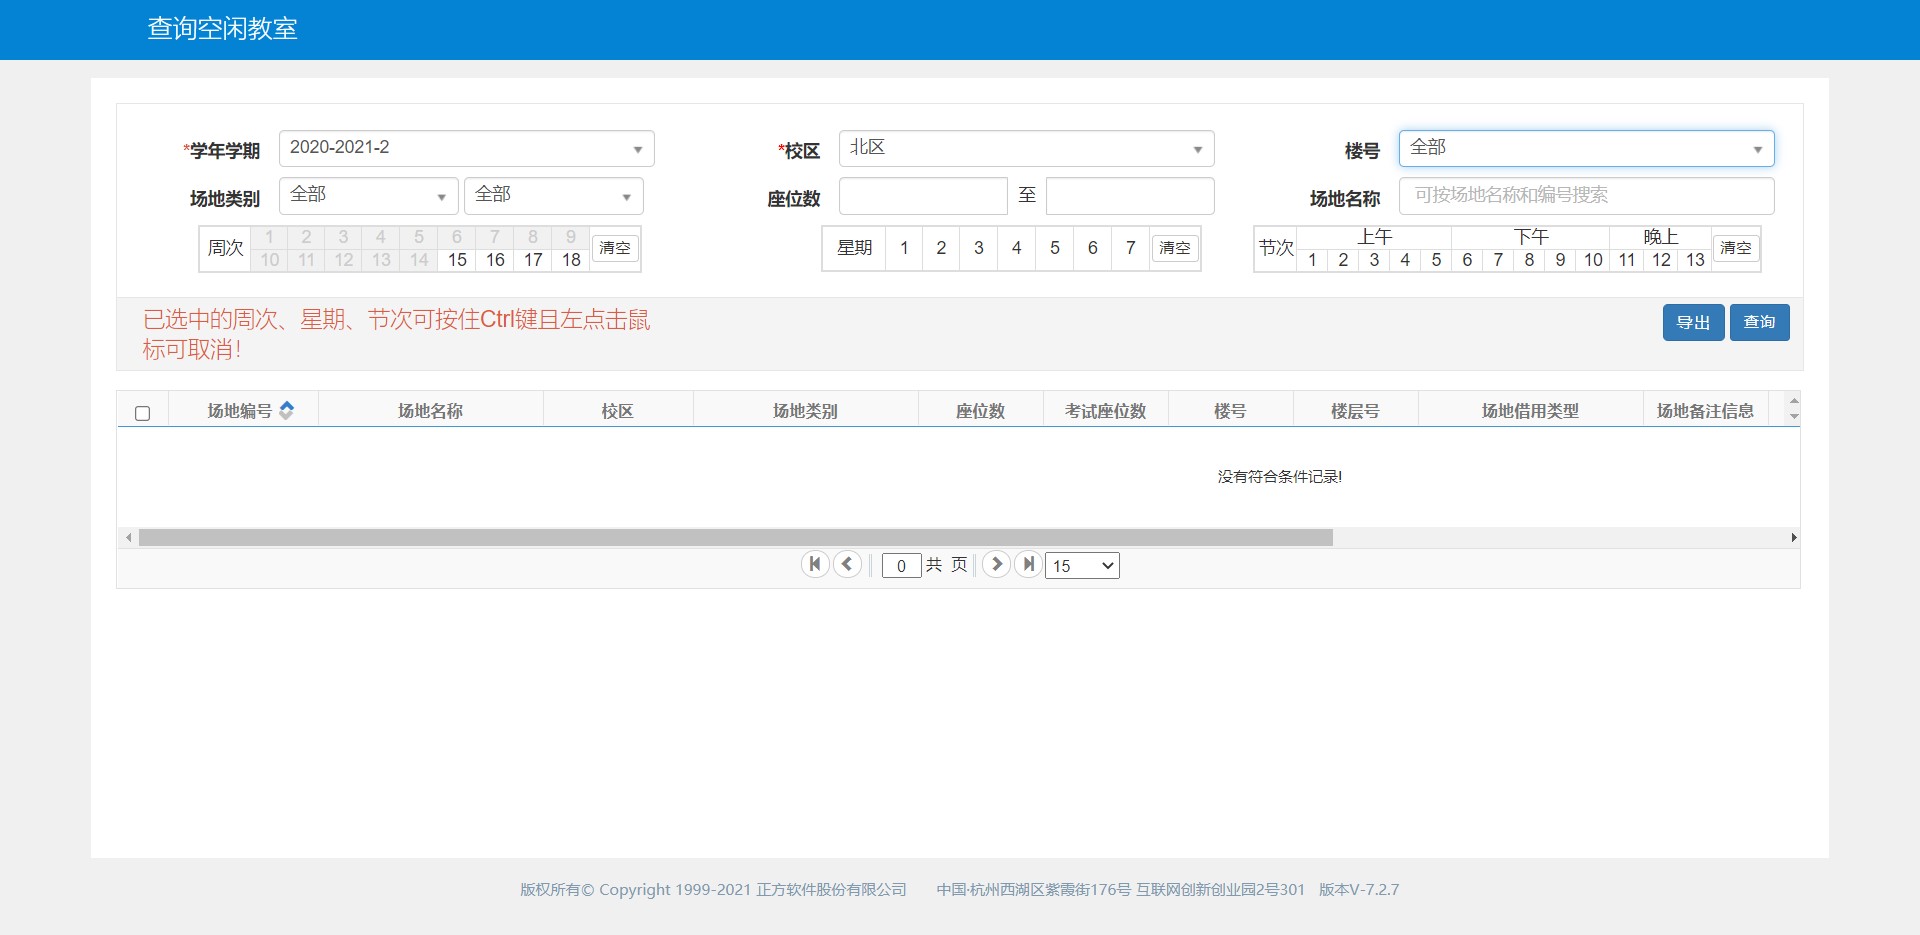 查询空闲教室
*学年学期 2020-2021-2 *校区 北区 楼号 全部
场地类别 全部 全部 座位数 至 场地名称 可按场地名称和编号搜索
周次 1 2 3 4 5 6 7 8 9 清空
10 11 12 13 14 15 16 17 18
星期 1 2 3 4 5 6 7 清空
节次 上午 下午 晚上 清空
1 2 3 4 5 6 7 8 9 10 11 12 13
已选中的周次、星期、节次可按住Ctrl键且左点击鼠
标可取消！
导出 查询
场地编号 场地名称 校区 场地类别 座位数 考试座位数 楼号 楼层号 场地借用类型 场地备注信息
没有符合条件记录!
0 共 页 15
版权所有© Copyright 1999-2021 正方软件股份有限公司 中国·杭州西湖区紫霞街176号 互联网创新创业园2号301 版本V-7.2.7